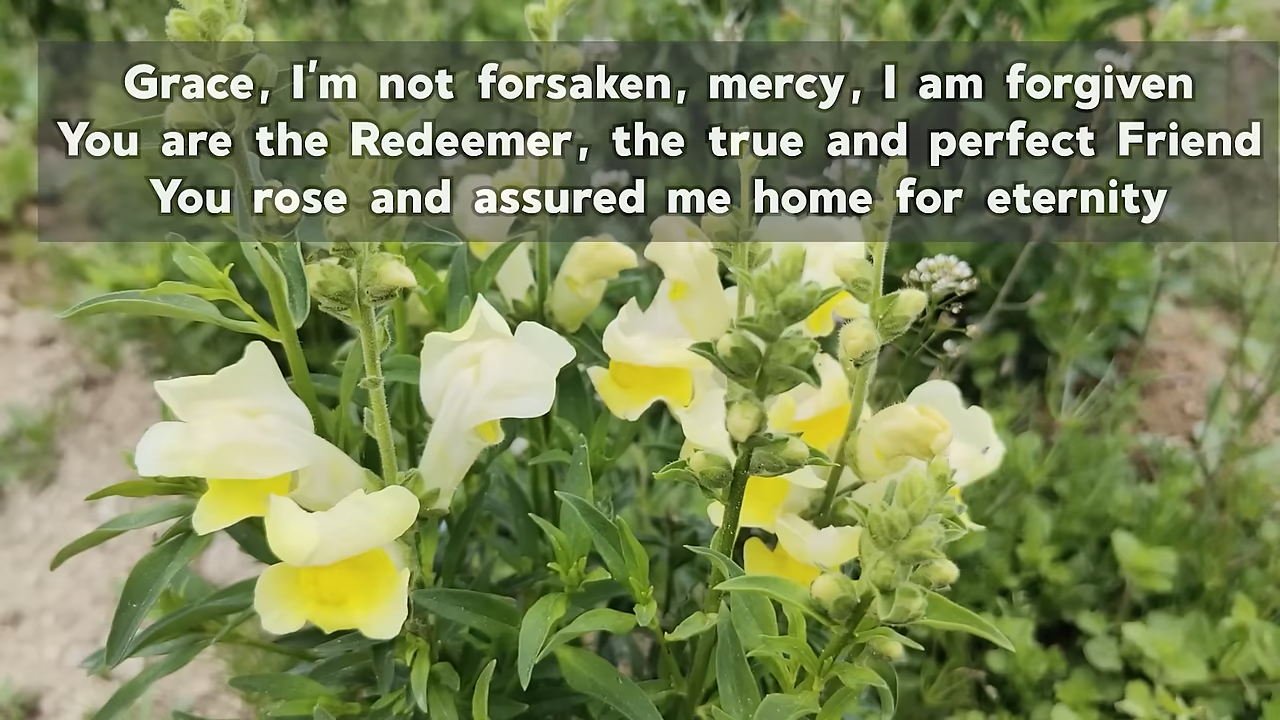 Grace, I'm not forsaken, mercy, I am forgiven
You are the Redeemer, the true and perfect Friend
You rose and assured me home for eternity